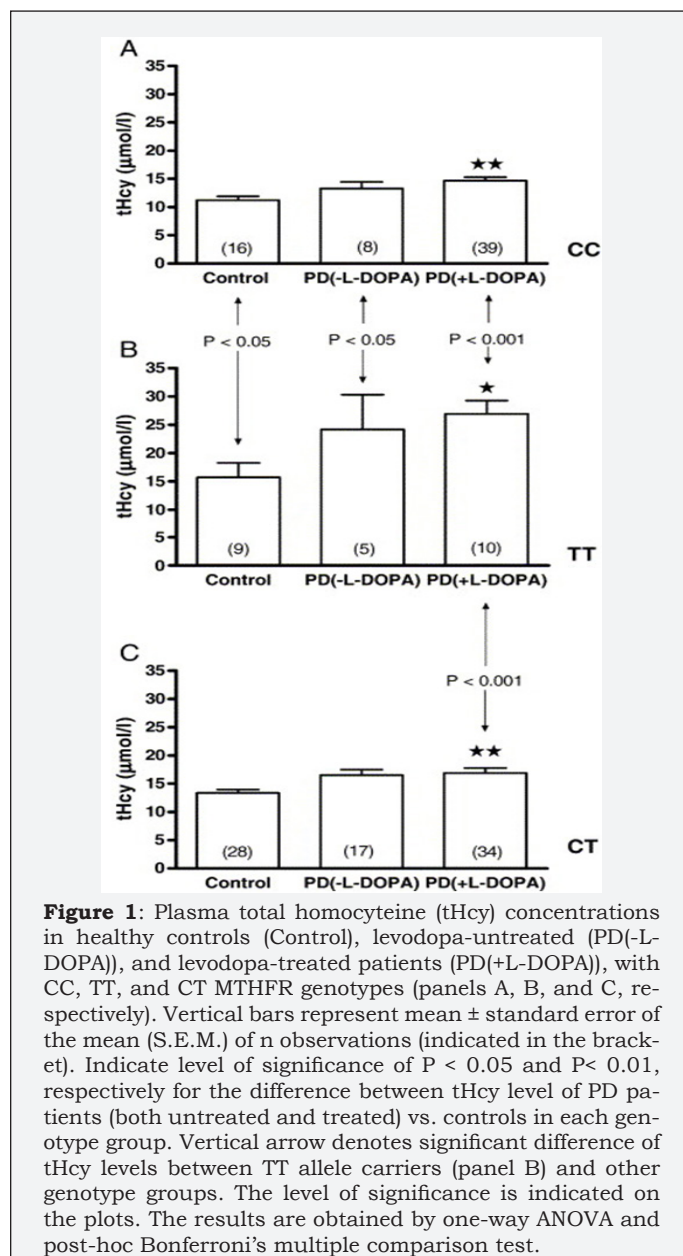 A
35
30
25
20
15
10
5
0
tHcy (µmol/l)
★★
(16)
(8)
(39)
CC
Control
PD(-L-DOPA)
PD(+L-DOPA)
P < 0.05
P < 0.05
P < 0.001
B
35
30
25
20
15
10
5
0
tHcy (µmol/l)
★
(9)
(5)
(10)
TT
Control
PD(-L-DOPA)
PD(+L-DOPA)
P < 0.001
C
35
30
25
20
15
10
5
0
tHcy (µmol/l)
★★
(28)
(17)
(34)
CT
Control
PD(-L-DOPA)
PD(+L-DOPA)
Figure 1: Plasma total homocyteine (tHcy) concentrations
in healthy controls (Control), levodopa-untreated (PD(-L-
DOPA)), and levodopa-treated patients (PD(+L-DOPA)), with
CC, TT, and CT MTHFR genotypes (panels A, B, and C, re-
spectively). Vertical bars represent mean ± standard error of
the mean (S.E.M.) of n observations (indicated in the brack-
et). Indicate level of significance of P < 0.05 and P< 0.01,
respectively for the difference between tHcy level of PD pa-
tients (both untreated and treated) vs. controls in each gen-
otype group. Vertical arrow denotes significant difference of
tHcy levels between TT allele carriers (panel B) and other
genotype groups. The level of significance is indicated on
the plots. The results are obtained by one-way ANOVA and
post-hoc Bonferroni's multiple comparison test.